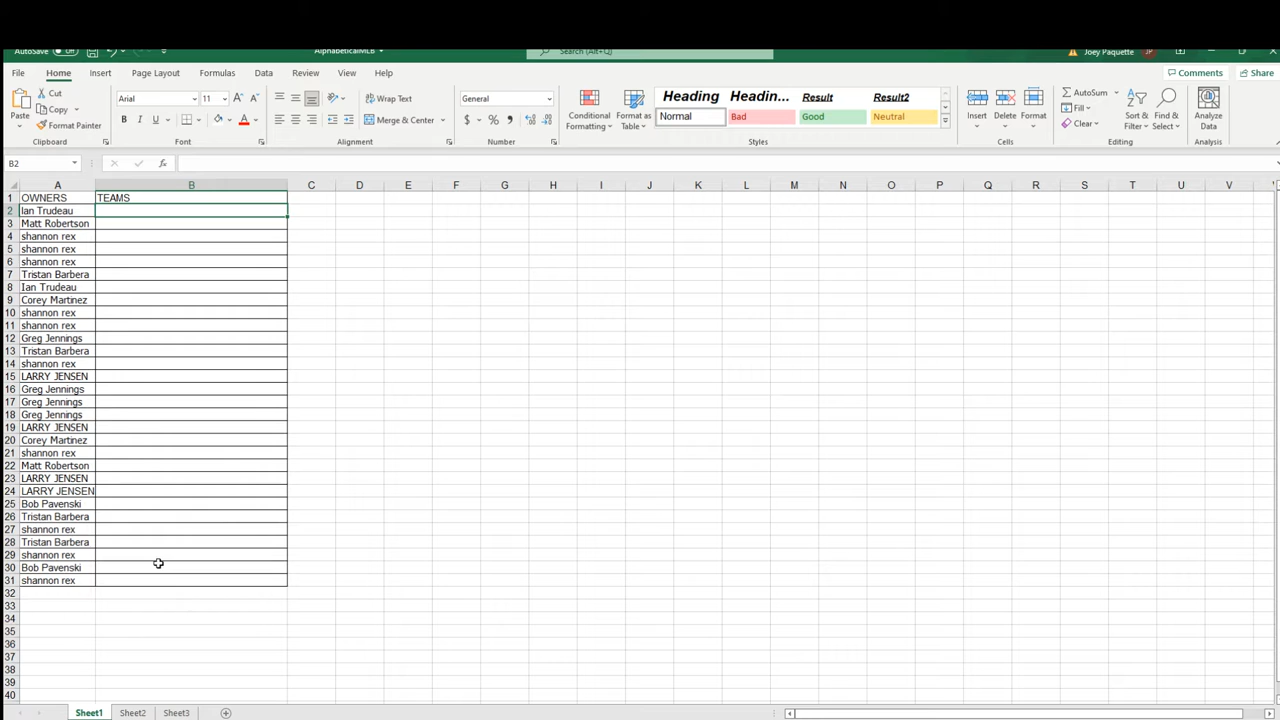 AutoSave Off AlphabeticalMLB Search (Alt+Q) Joey Paquette JP
File Home Insert Page Layout Formulas Data Review View Help Comments Share
Cut
Copy
Format Painter
Paste
Arial 11
Wrap Text
Merge & Center
General
Conditional Formatting
Format as Table
Heading Headin... Result Result2
Normal Bad Good Neutral
Insert Delete Format
AutoSum
Fill
Clear
Sort & Filter
Find & Select
Analyze Data
Clipboard Font Alignment Number Styles Cells Editing Analysis
B2 fx
A B C D E F G H I J K L M N O P Q R S T U V
1 OWNERS TEAMS
2 Ian Trudeau
3 Matt Robertson
4 shannon rex
5 shannon rex
6 shannon rex
7 Tristan Barbera
8 Ian Trudeau
9 Corey Martinez
10 shannon rex
11 shannon rex
12 Greg Jennings
13 Tristan Barbera
14 shannon rex
15 LARRY JENSEN
16 Greg Jennings
17 Greg Jennings
18 Greg Jennings
19 LARRY JENSEN
20 Corey Martinez
21 shannon rex
22 Matt Robertson
23 LARRY JENSEN
24 LARRY JENSEN
25 Bob Pavenski
26 Tristan Barbera
27 shannon rex
28 Tristan Barbera
29 shannon rex
30 Bob Pavenski
31 shannon rex
32
33
34
35
36
37
38
39
40
Sheet1 Sheet2 Sheet3